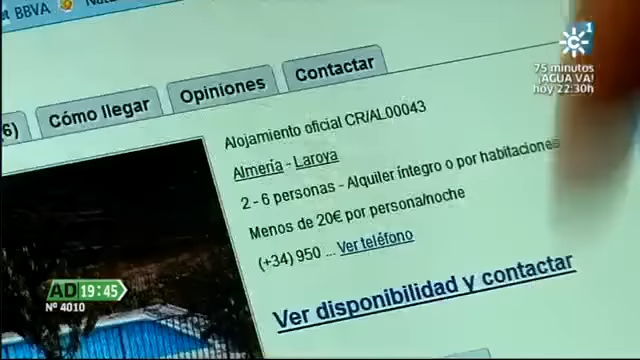 BBVA
1
75 minutos
¡AGUA VA!
hoy 22:30h
6)
Cómo llegar
Opiniones
Contactar
Alojamiento oficial CR/AL00043
Almería - Laroya
2 - 6 personas - Alquiler íntegro o por habitaciones
Menos de 20€ por persona/noche
(+34) 950 ... Ver teléfono
Ver disponibilidad y contactar
AD 19:45
Nº 4010